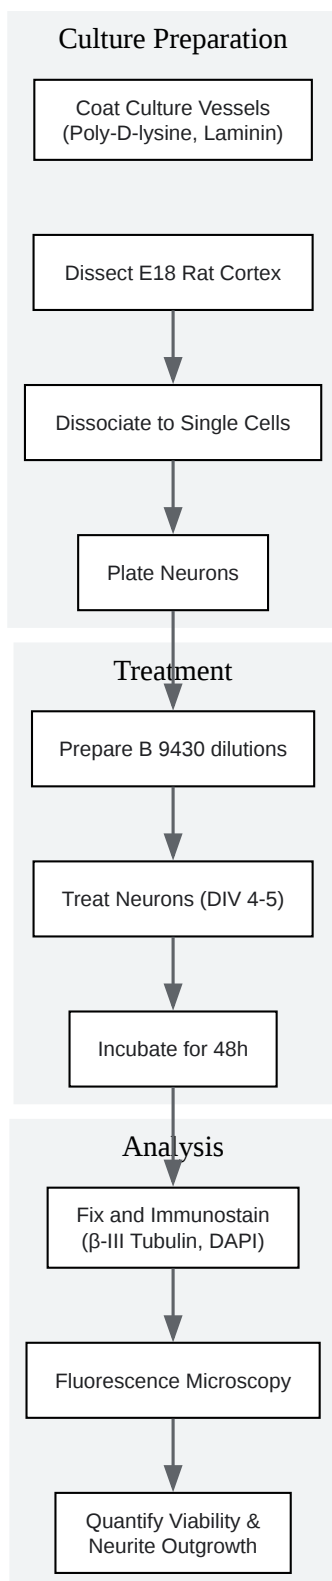 Culture Preparation
Coat Culture Vessels
(Poly-D-lysine, Laminin)
Dissect E18 Rat Cortex
Dissociate to Single Cells
Plate Neurons
Treatment
Prepare B 9430 dilutions
Treat Neurons (DIV 4-5)
Incubate for 48h
Analysis
Fix and Immunostain
(β-III Tubulin, DAPI)
Fluorescence Microscopy
Quantify Viability &
Neurite Outgrowth